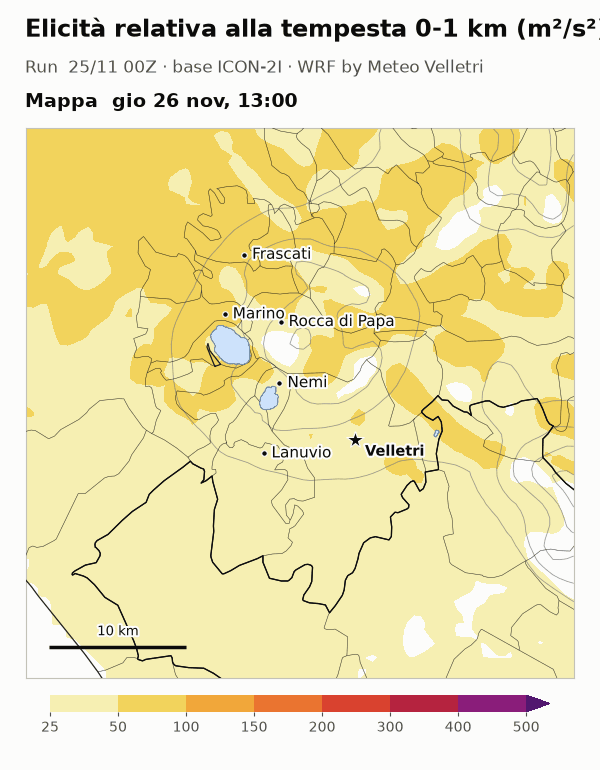 Elicità relativa alla tempesta 0-1 km (m²/s²)
Run  25/11 00Z · base ICON-2I · WRF by Meteo Velletri
Mappa  gio 26 nov, 13:00
Frascati
Marino
Rocca di Papa
Nemi
Lanuvio
Velletri
10 km
25 50 100 150 200 300 400 500